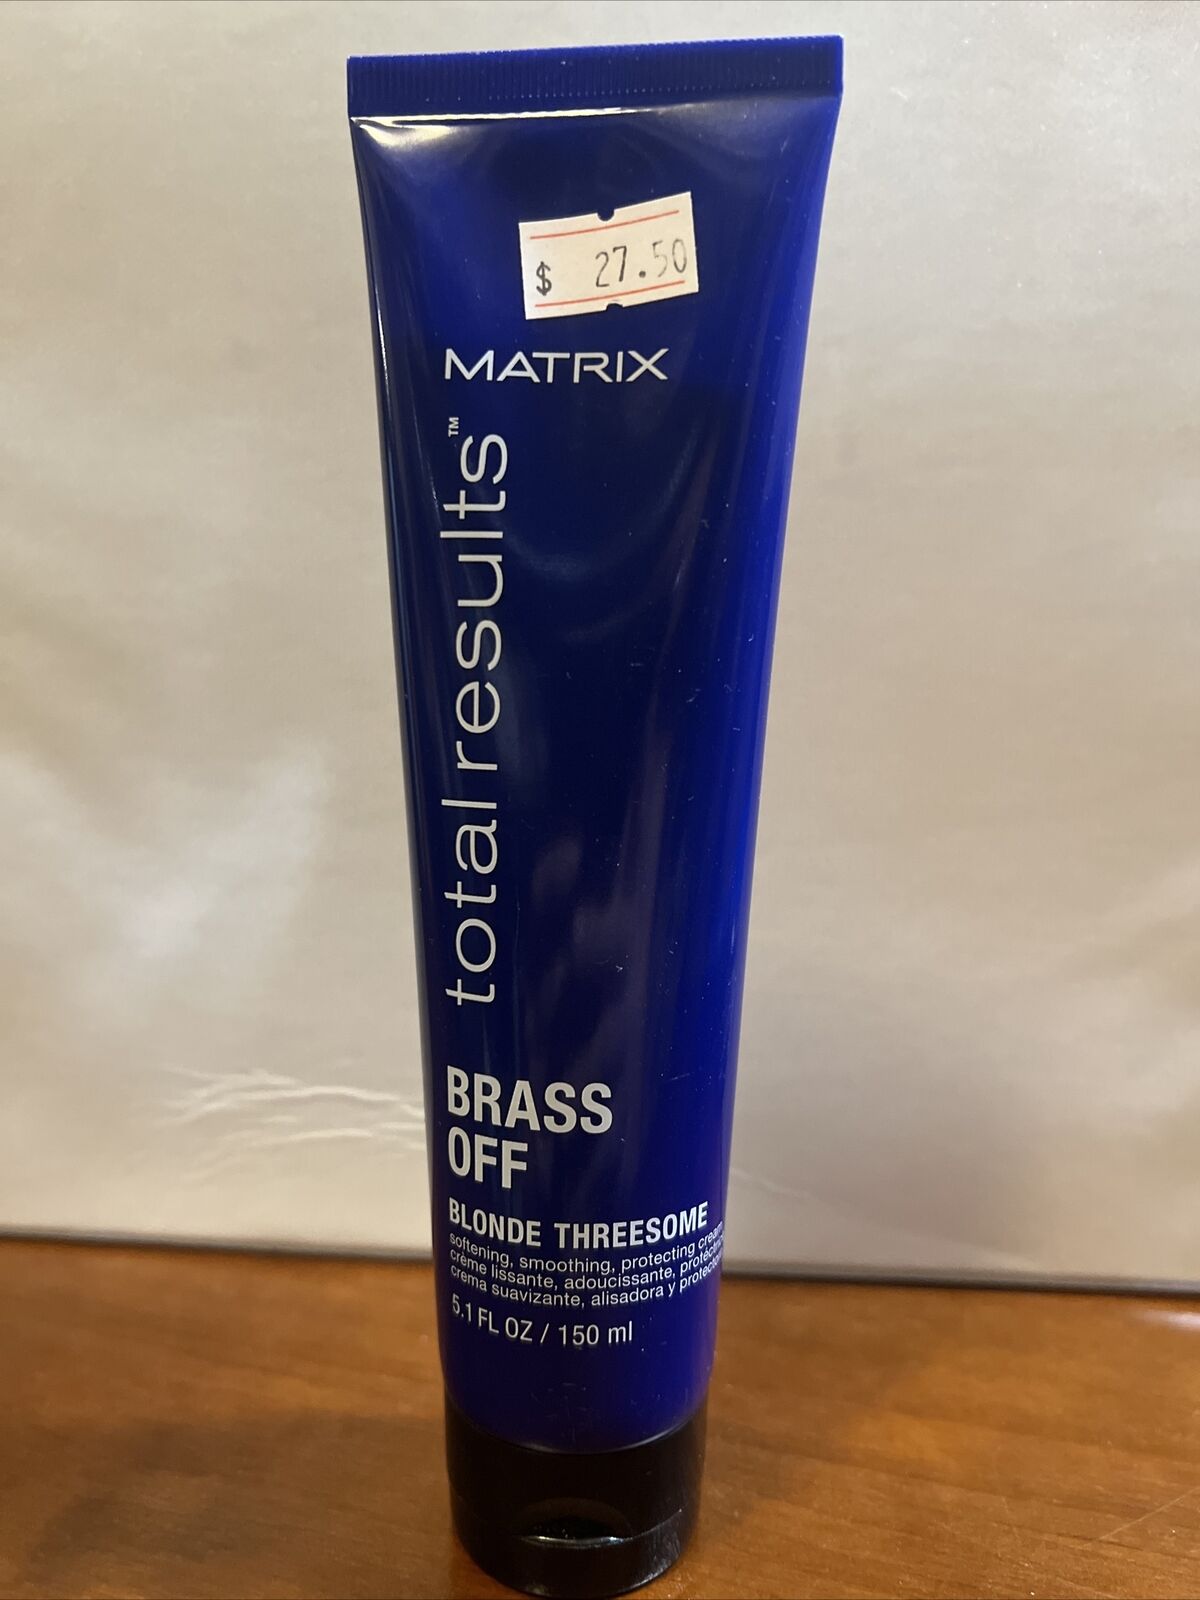 $ 27.50
MATRIX
total results™
BRASS
OFF
BLONDE THREESOME
softening, smoothing, protecting cream
crème lissante, adoucissante,
crema suavizante, alisadora y
5.1 FL OZ / 150 ml